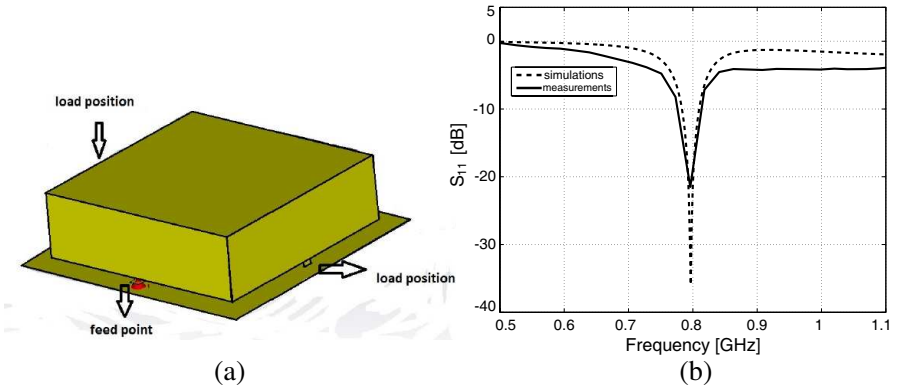 load position
load position
feed point
(a)
5
0
-10
-20
-30
-40
S11 [dB]
simulations
measurements
0.5 0.6 0.7 0.8 0.9 1 1.1
Frequency [GHz]
(b)